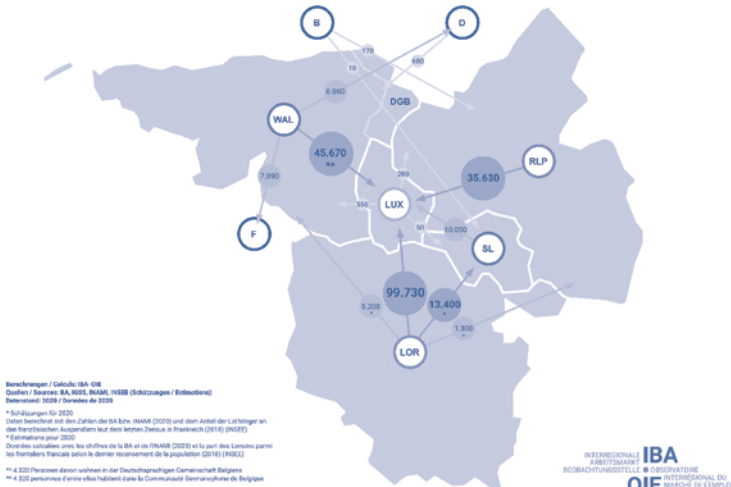 B
D
170
10
680
6.860
DGB
WAL
45.670
**
RLP
35.630
200
7.090
LUX
550
50
10.050
F
SL
99.730
13.400
*
5.200
*
1.300
*
LOR
Berechnungen / Calculs: IBA·OIE
Quellen / Sources: BA, IGSS, INAMI, INSEE (Schätzungen / Estimations)
Datenstand: 2020 / Données de 2020
* Schätzungen für 2020
Daten berechnet mit den Zahlen der BA bzw. INAMI (2020) und dem Anteil der Lothringer an
den französischen Auspendlern laut dem letzten Zensus in Frankreich (2018) (INSEE)
* Estimations pour 2020
Données calculées avec les chiffres de la BA et de l'INAMI (2020) et la part des Lorrains parmi
les frontaliers français selon le dernier recensement de la population (2018) (INSEE)
** 4 320 Personen davon wohnen in der Deutschsprachigen Gemeinschaft Belgiens
** 4 320 personnes d'entre elles habitent dans la Communauté Germanophone de Belgique
INTERREGIONALE
ARBEITSMARKT
BEOBACHTUNGSSTELLE
IBA
OBSERVATOIRE
OIE
INTERRÉGIONAL DU
MARCHÉ DE L'EMPLOI